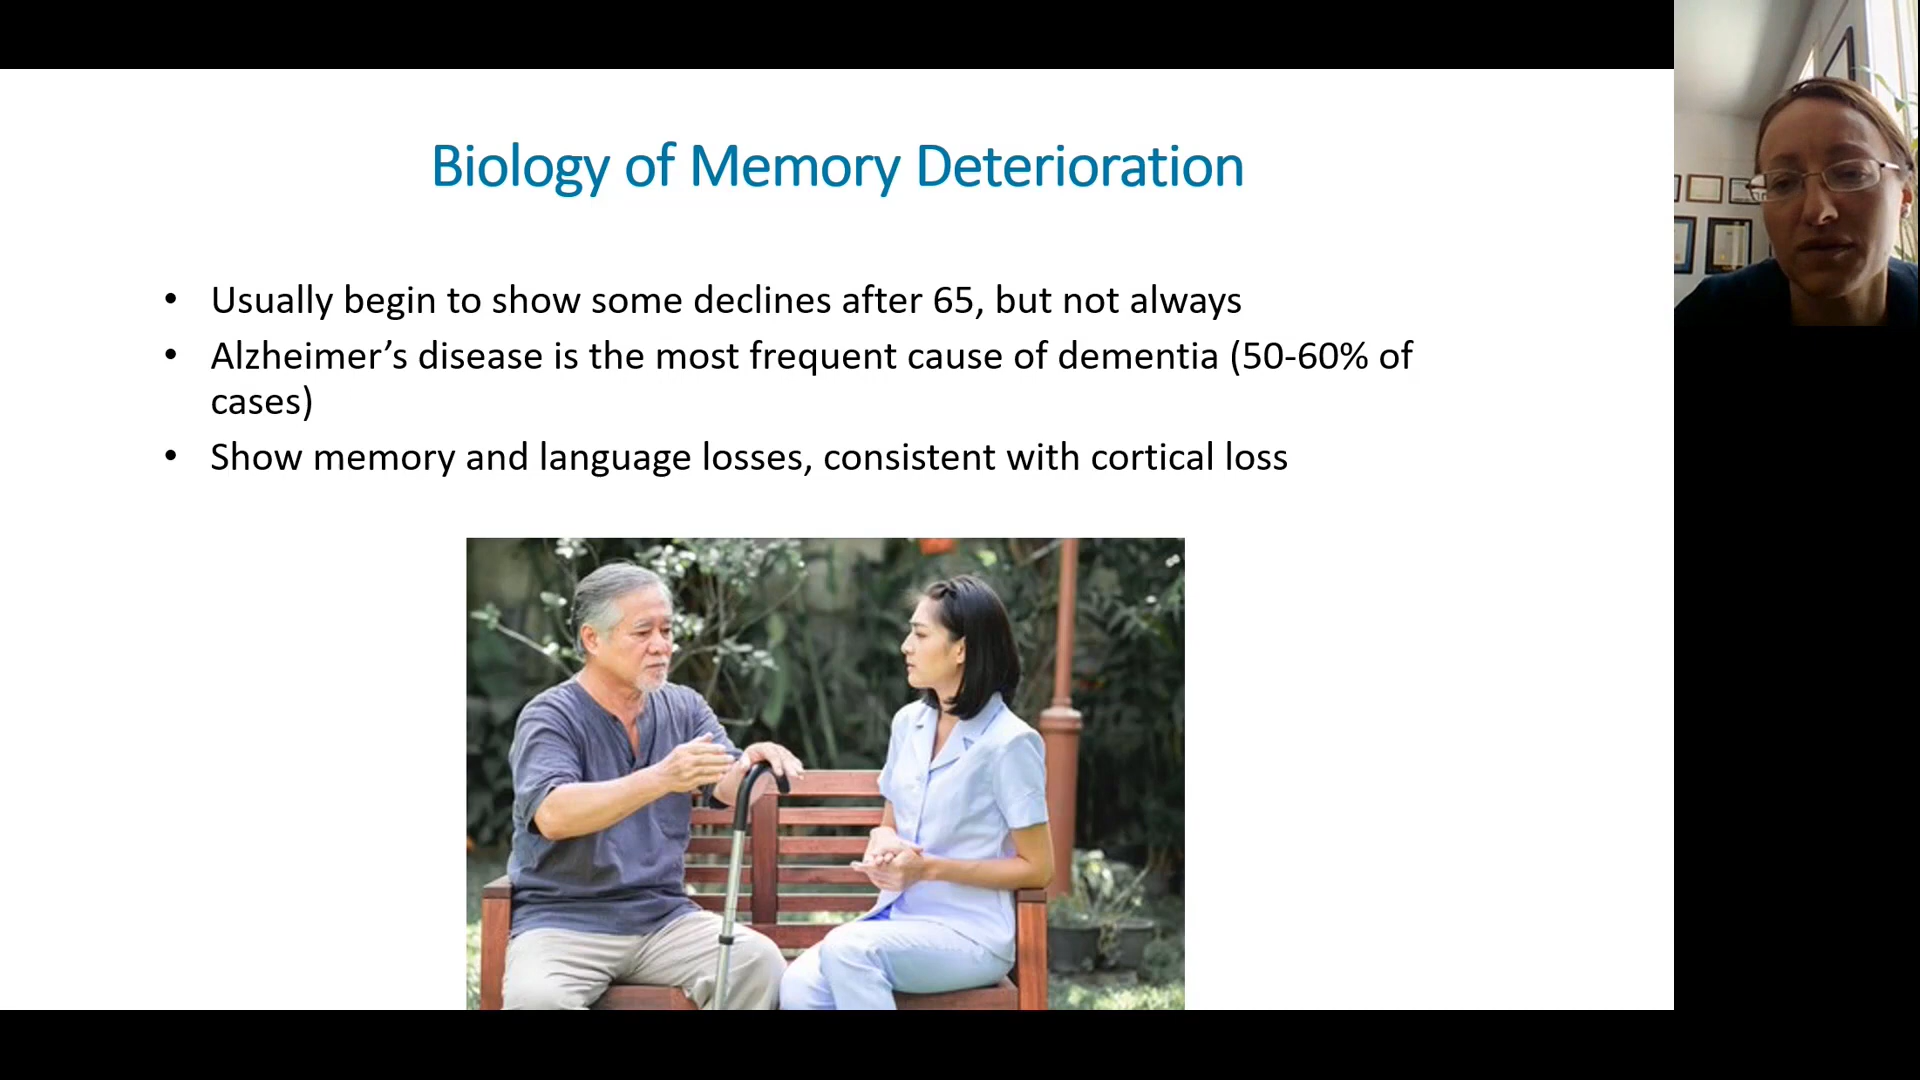 Biology of Memory Deterioration
• Usually begin to show some declines after 65, but not always
• Alzheimer’s disease is the most frequent cause of dementia (50-60% of
cases)
• Show memory and language losses, consistent with cortical loss